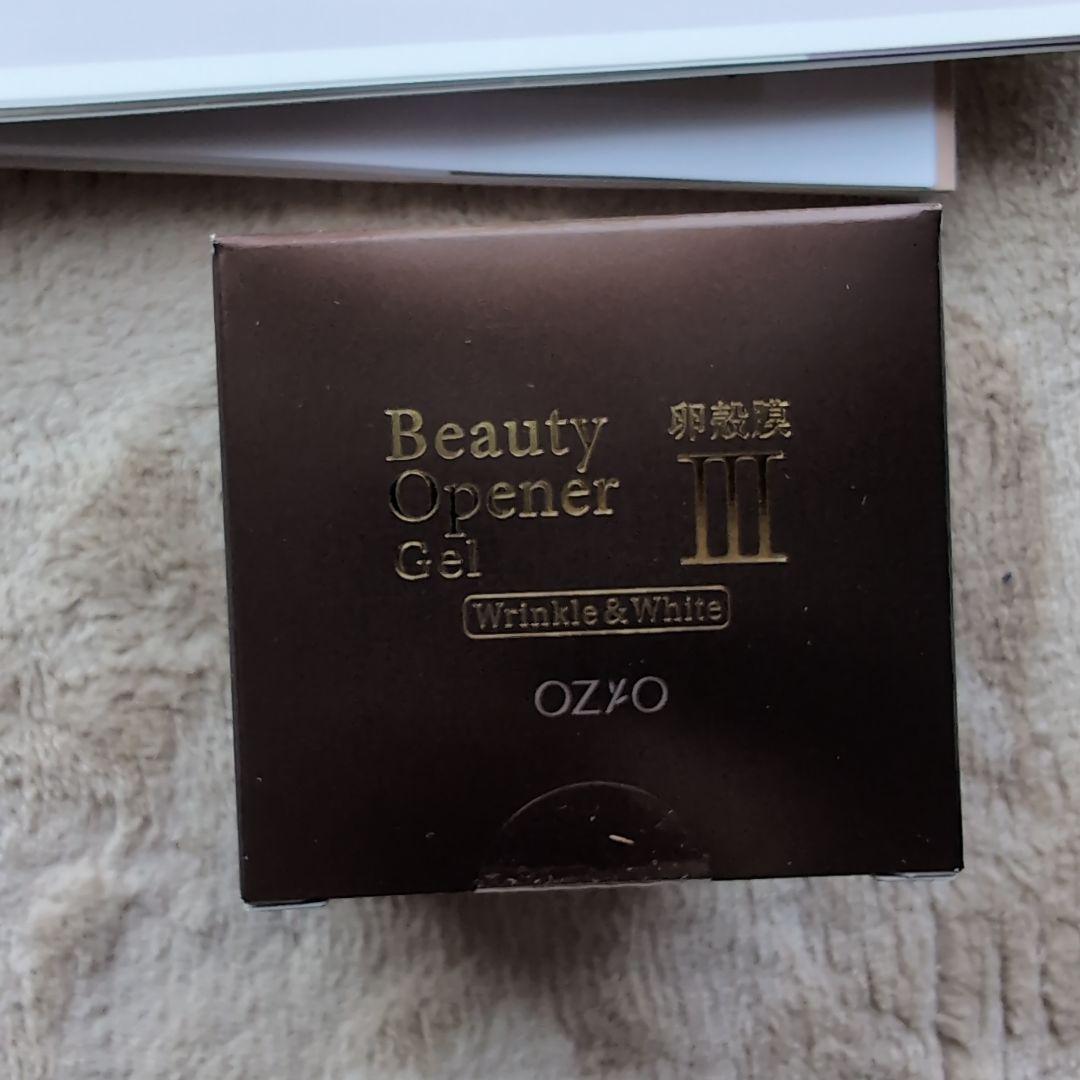 Beauty
Opener
Gel
卵殻膜
III
Wrinkle&White
OZIO